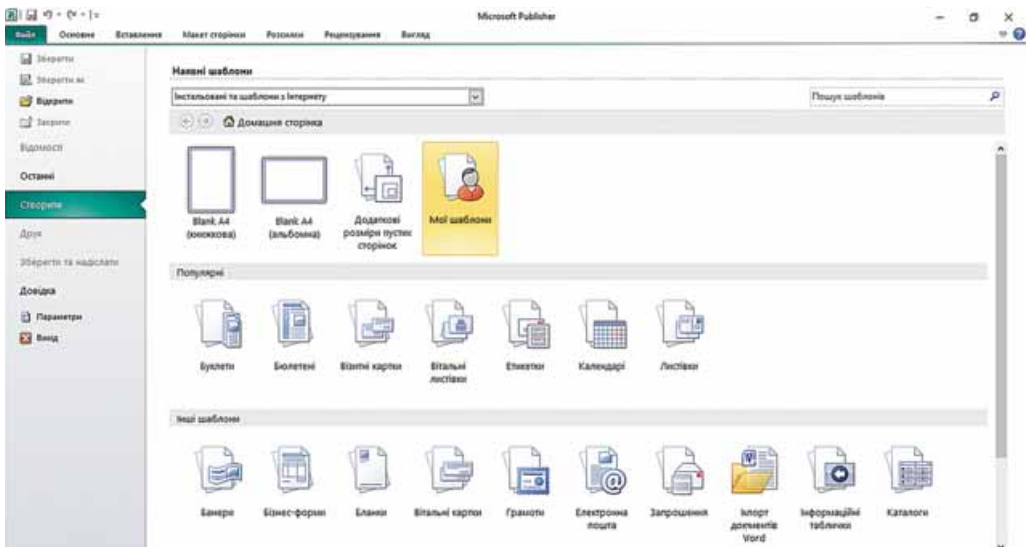 Microsoft Publisher
Файл Основне Вставлення Макет сторінки Розсилки Рецензування Вигляд
Зберегти
Зберегти як
Відкрити
Закрити
Відомості
Останні
Створити
Друк
Зберегти та надіслати
Довідка
Параметри
Вихід
Наявні шаблони
Інстальовані та шаблони з Інтернету
Пошук шаблонів
Домашня сторінка
Blank A4 (книжкова)
Blank A4 (альбомна)
Додаткові розміри пустих сторінок
Мої шаблони
Популярні
Буклети
Бюлетені
Візитні картки
Вітальні листівки
Етикетки
Календарі
Листівки
Інші шаблони
Банери
Бізнес-форми
Бланки
Вітальні картки
Грамоти
Електронна пошта
Запрошення
Імпорт документів Word
Інформаційні таблички
Каталоги